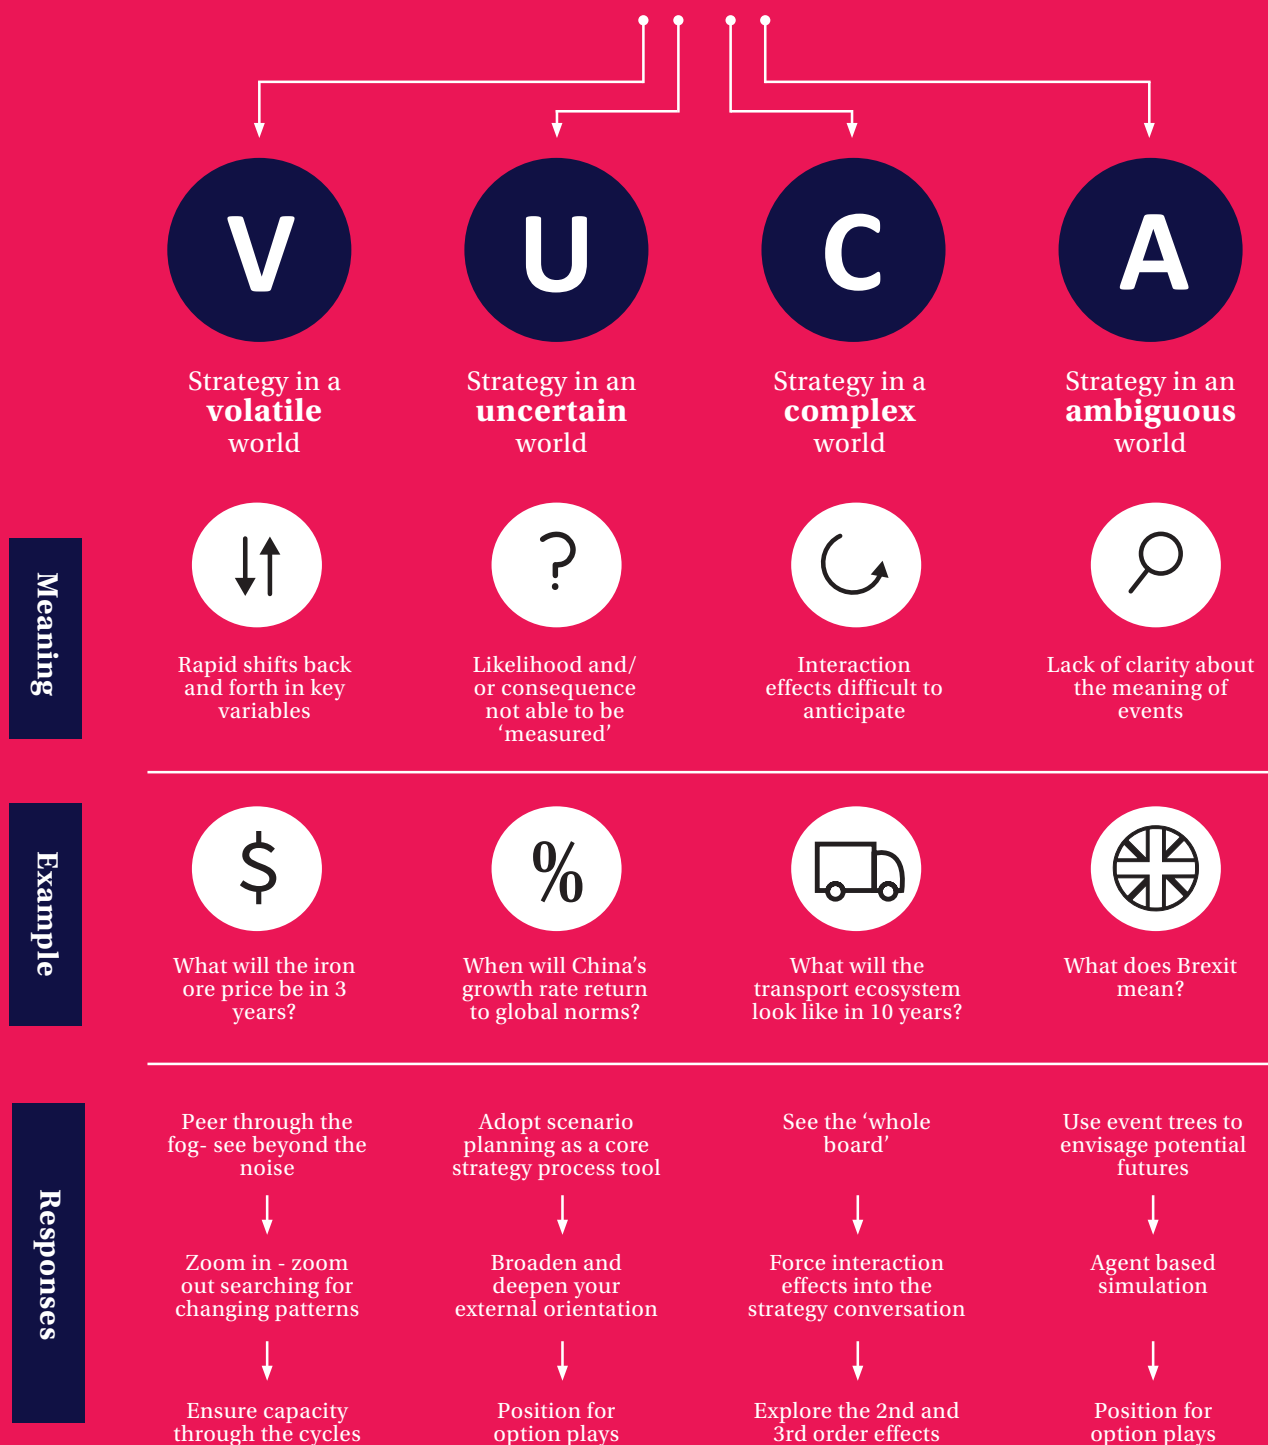 V
U
C
A
Strategy in a
volatile
world
Strategy in an
uncertain
world
Strategy in a
complex
world
Strategy in an
ambiguous
world
Meaning
?
Rapid shifts back
and forth in key
variables
Likelihood and/
or consequence
not able to be
‘measured’
Interaction
effects difficult to
anticipate
Lack of clarity about
the meaning of
events
Example
$
%
What will the iron
ore price be in 3
years?
When will China’s
growth rate return
to global norms?
What will the
transport ecosystem
look like in 10 years?
What does Brexit
mean?
Responses
Peer through the
fog- see beyond the
noise
Zoom in - zoom
out searching for
changing patterns
Ensure capacity
through the cycles
Adopt scenario
planning as a core
strategy process tool
Broaden and
deepen your
external orientation
Position for
option plays
See the ‘whole
board’
Force interaction
effects into the
strategy conversation
Explore the 2nd and
3rd order effects
Use event trees to
envisage potential
futures
Agent based
simulation
Position for
option plays